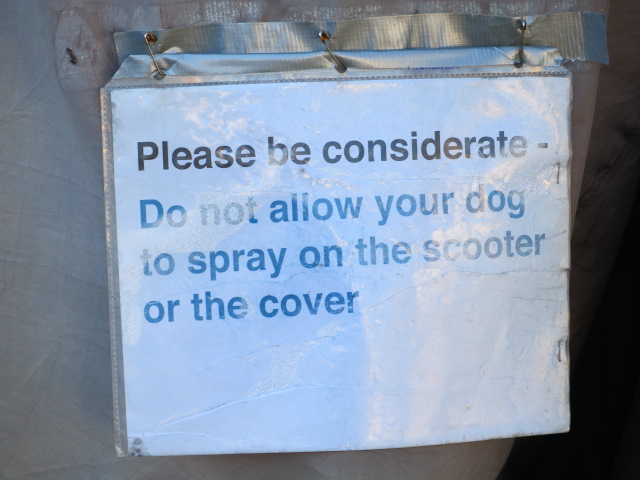 Please be considerate -
Do not allow your dog
to spray on the scooter
or the cover